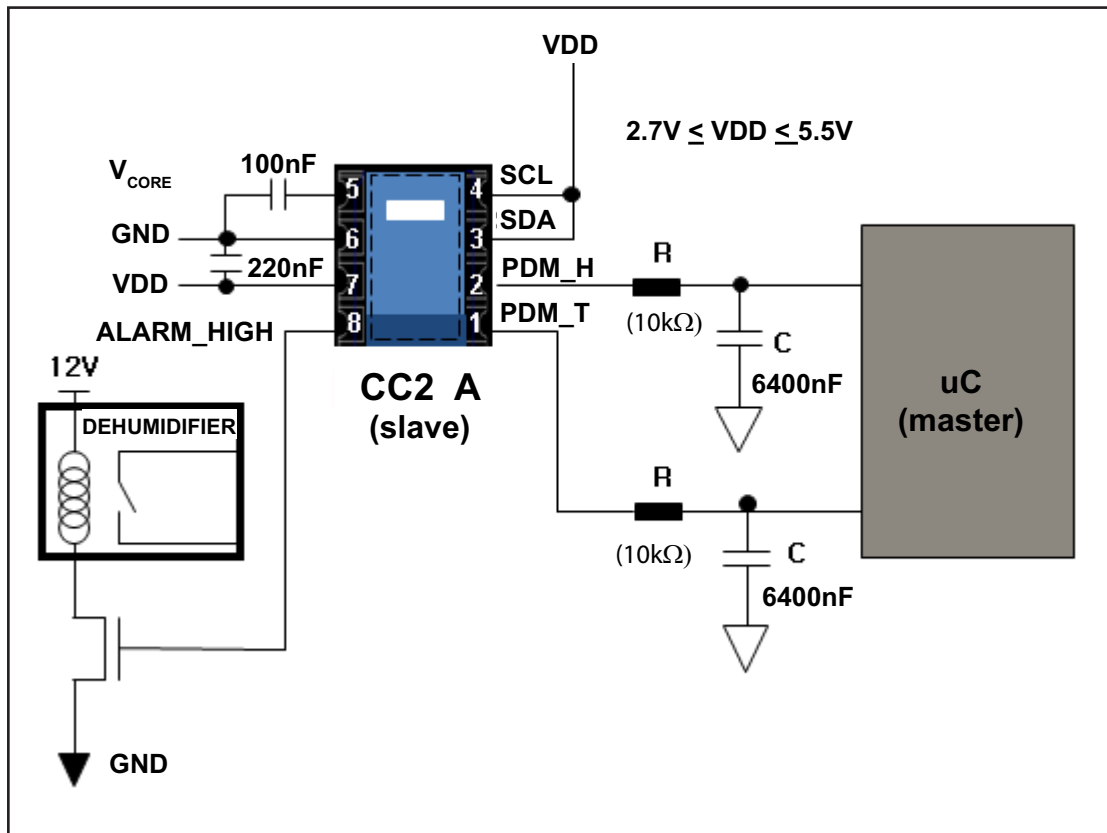 VDD
2.7V ≤ VDD ≤ 5.5V
V CORE
100nF
5
4
SCL
GND
6
3
SDA
220nF
VDD
7
2
PDM_H
R
(10kΩ)
C
6400nF
ALARM_HIGH
8
1
PDM_T
12V
DEHUMIDIFIER
CC2 A
(slave)
uC
(master)
R
(10kΩ)
C
6400nF
GND